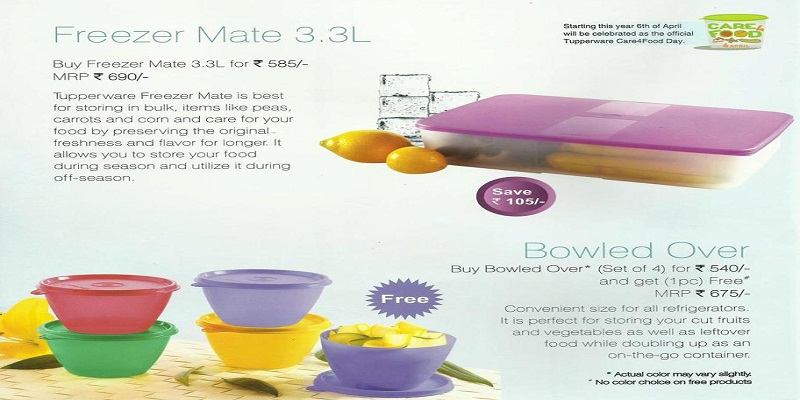 Freezer Mate 3.3L
Buy Freezer Mate 3.3L for ₹ 585/-
MRP ₹ 690/-
Tupperware Freezer Mate is best
for storing in bulk, items like peas,
carrots and corn and care for your
food by preserving the original
freshness and flavor for longer. It
allows you to store your food
during season and utilize it during
off-season.
Starting this year 6th of April
will be celebrated as the official
Tupperware Care4Food Day.
CARE
FOOD
Save
₹ 105/-
Bowled Over
Buy Bowled Over* (Set of 4) for ₹ 540/-
and get (1pc) Free#
MRP ₹ 675/-
Free
Convenient size for all refrigerators.
It is perfect for storing your cut fruits
and vegetables as well as leftover
food while doubling up as an
on-the-go container.
* Actual color may vary slightly.
# No color choice on free products